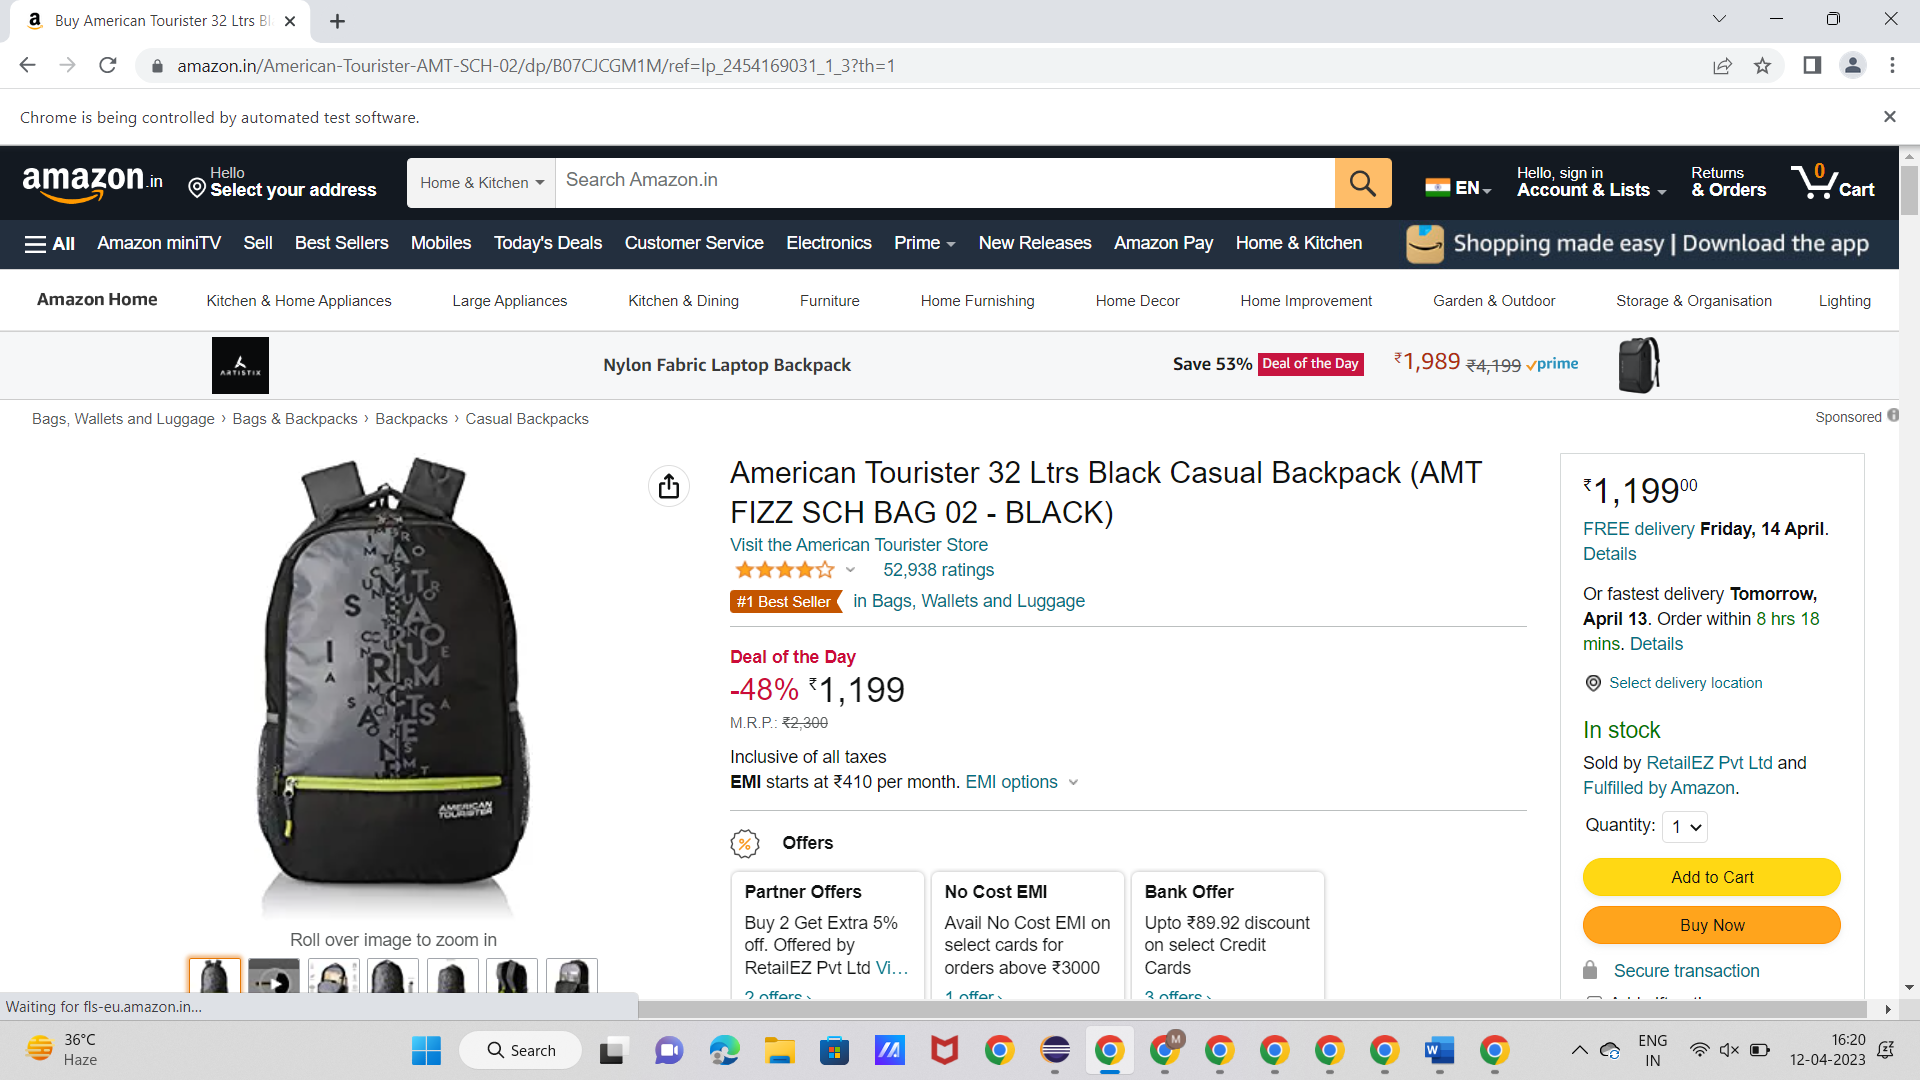 Buy American Tourister 32 Ltrs Bl
amazon.in/American-Tourister-AMT-SCH-02/dp/B07CJCGM1M/ref=lp_2454169031_1_3?th=1
Chrome is being controlled by automated test software.
amazon.in
Hello
Select your address
Home & Kitchen
Search Amazon.in
EN
Hello, sign in
Account & Lists
Returns
& Orders
0
Cart
All Amazon miniTV Sell Best Sellers Mobiles Today's Deals Customer Service Electronics Prime New Releases Amazon Pay Home & Kitchen Shopping made easy | Download the app
Amazon Home Kitchen & Home Appliances Large Appliances Kitchen & Dining Furniture Home Furnishing Home Decor Home Improvement Garden & Outdoor Storage & Organisation Lighting
ARTISTIX
Nylon Fabric Laptop Backpack
Save 53% Deal of the Day ₹1,989 ₹4,199 prime
Bags, Wallets and Luggage › Bags & Backpacks › Backpacks › Casual Backpacks
Sponsored
AMERICAN
TOURISTER
Roll over image to zoom in
American Tourister 32 Ltrs Black Casual Backpack (AMT
FIZZ SCH BAG 02 - BLACK)
Visit the American Tourister Store
52,938 ratings
#1 Best Seller in Bags, Wallets and Luggage
Deal of the Day
-48% ₹1,199
M.R.P.: ₹2,300
Inclusive of all taxes
EMI starts at ₹410 per month. EMI options
% Offers
Partner Offers
Buy 2 Get Extra 5%
off. Offered by
RetailEZ Pvt Ltd Vi...
2 offers ›
No Cost EMI
Avail No Cost EMI on
select cards for
orders above ₹3000
1 offer ›
Bank Offer
Upto ₹89.92 discount
on select Credit
Cards
3 offers ›
₹1,199 00
FREE delivery Friday, 14 April.
Details
Or fastest delivery Tomorrow,
April 13. Order within 8 hrs 18
mins. Details
Select delivery location
In stock
Sold by RetailEZ Pvt Ltd and
Fulfilled by Amazon.
Quantity: 1
Add to Cart
Buy Now
Secure transaction
Waiting for fls-eu.amazon.in...
36°C
Haze
Search
M
ENG
IN
16:20
12-04-2023